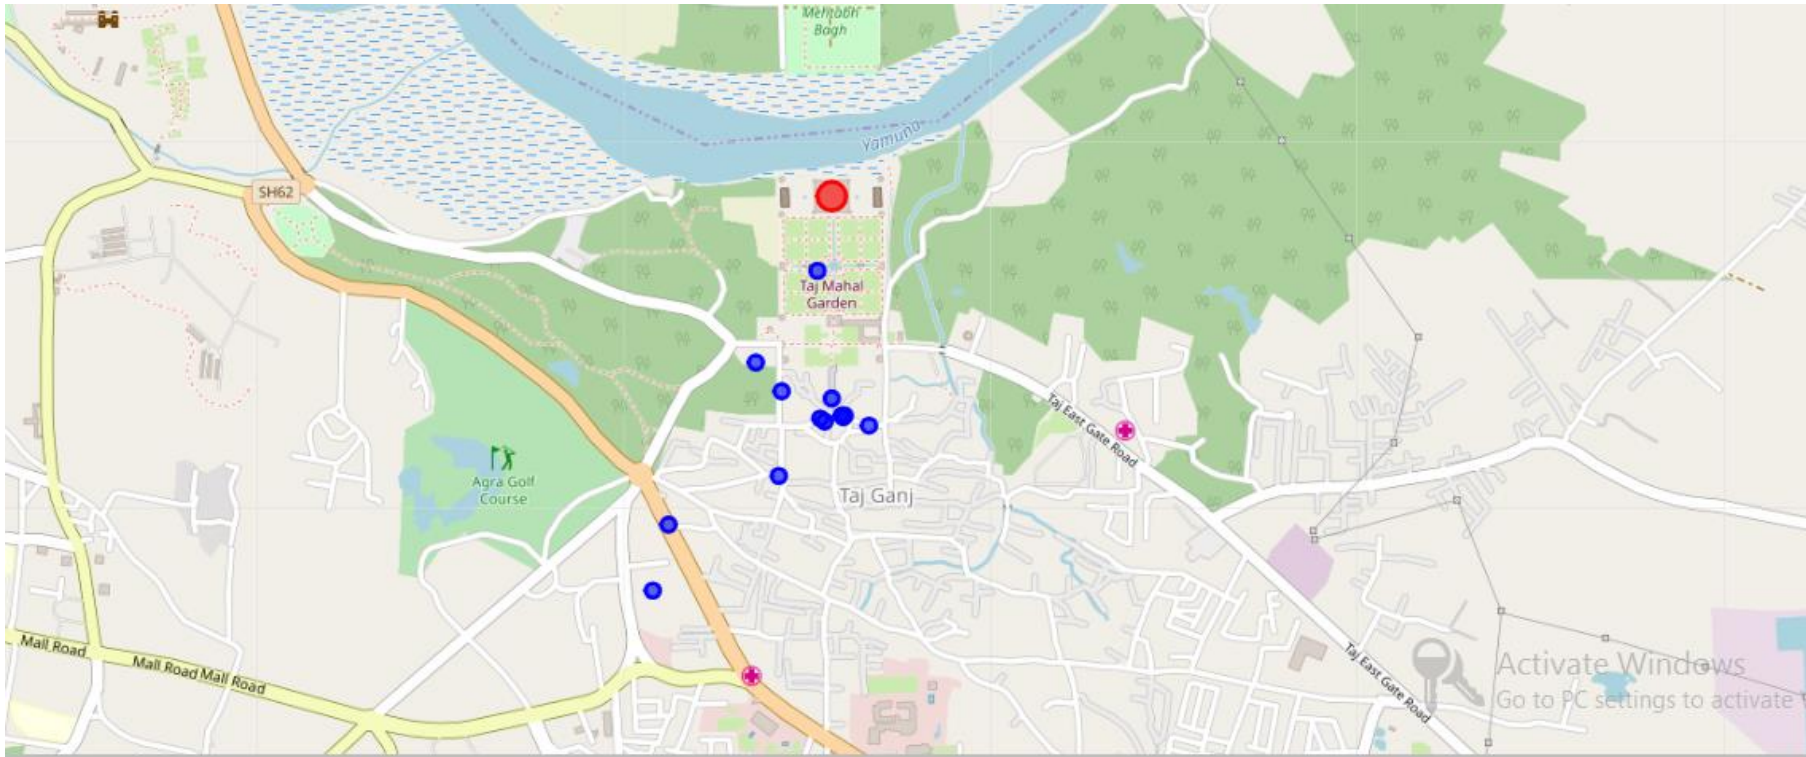 Mehtabh
Bagh
Yamuna
SH62
Taj Mahal
Garden
Taj East Gate Road
Agra Golf
Course
Taj Ganj
Mall Road
Mall Road Mall Road
Taj East Gate Road
Activate Windows
Go to PC settings to activate